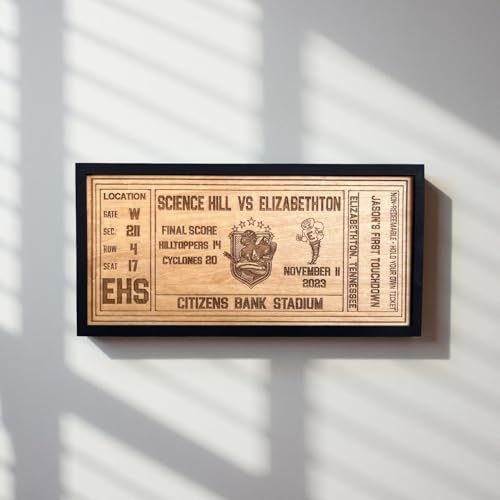 LOCATION
GATE W
SEC. 211
ROW 4
SEAT 17
EHS
SCIENCE HILL VS ELIZABETHTON
FINAL SCORE
HILLTOPPERS 14
CYCLONES 20
E
NOVEMBER 11
2023
CITIZENS BANK STADIUM
ELIZABETHTON, TENNESSEE
JASON'S FIRST TOUCHDOWN
NON-REDEEMABLE - HOLD YOUR OWN TICKET